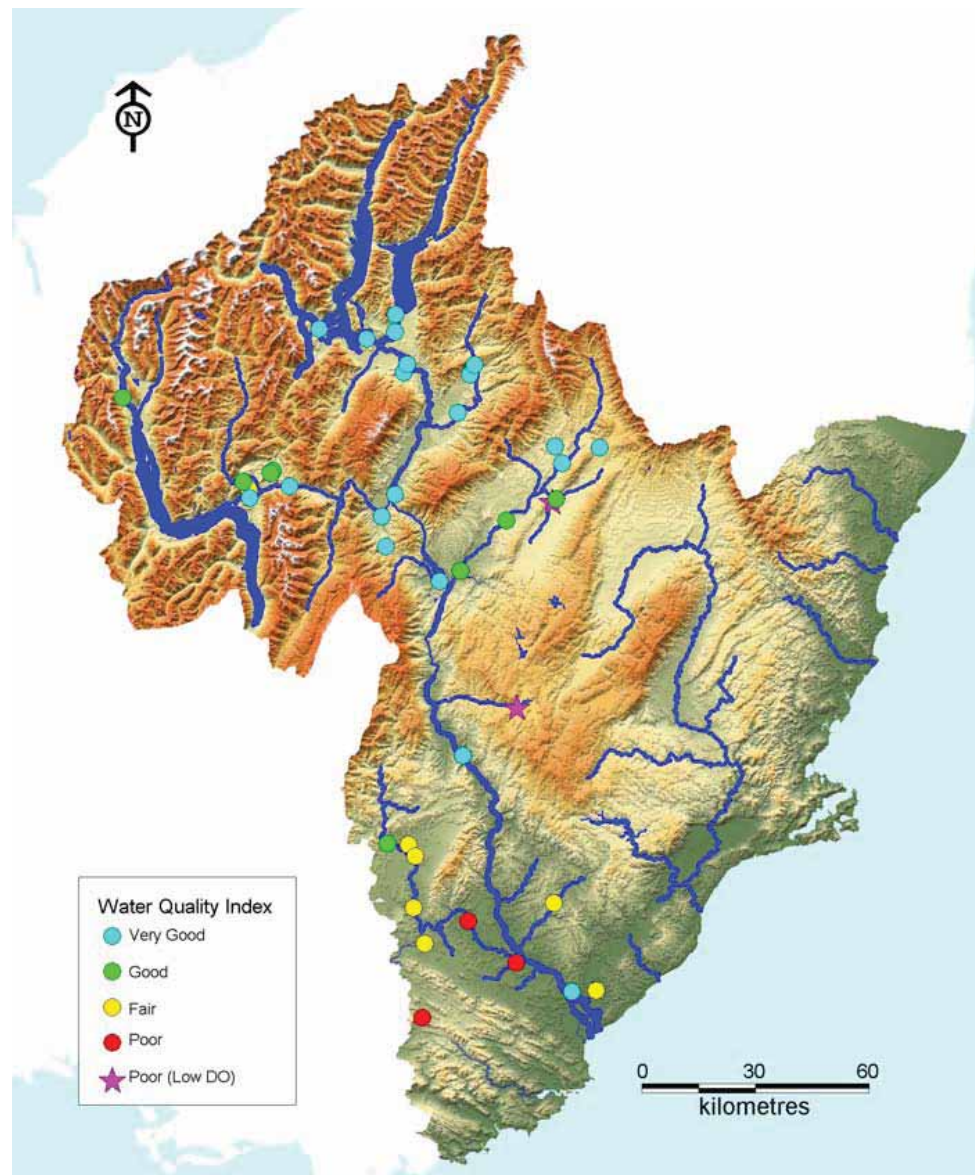 N
Water Quality Index
Very Good
Good
Fair
Poor
Poor (Low DO)
0 30 60
kilometres